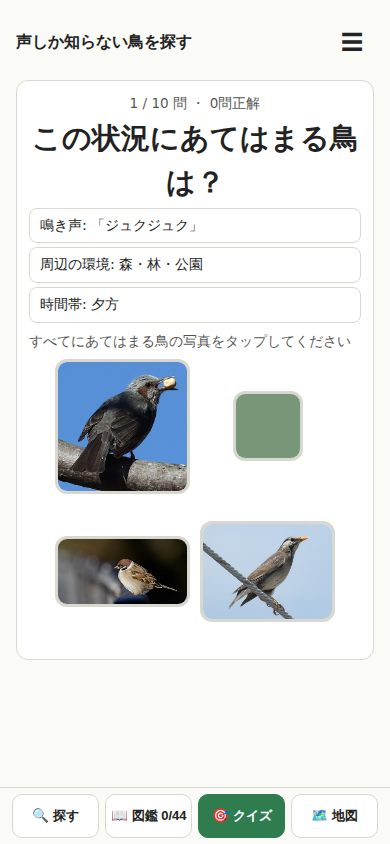 声しか知らない鳥を探す
☰
1 / 10 問 ・ 0問正解
この状況にあてはまる鳥
は？
鳴き声: 「ジュクジュク」
周辺の環境: 森・林・公園
時間帯: 夕方
すべてにあてはまる鳥の写真をタップしてください
🔍 探す
📖 図鑑 0/44
🎯 クイズ
🗺️ 地図